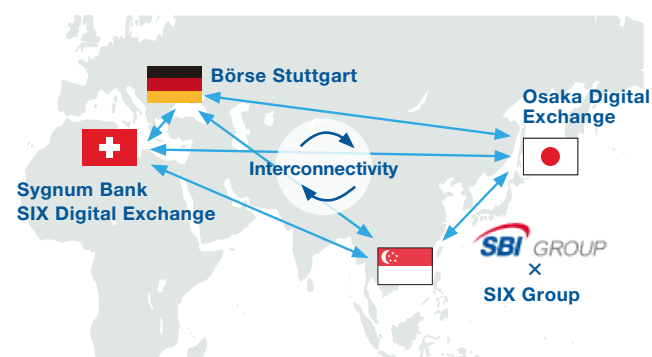 Börse Stuttgart
Osaka Digital
Exchange
Interconnectivity
Sygnum Bank
SIX Digital Exchange
SBI GROUP
×
SIX Group